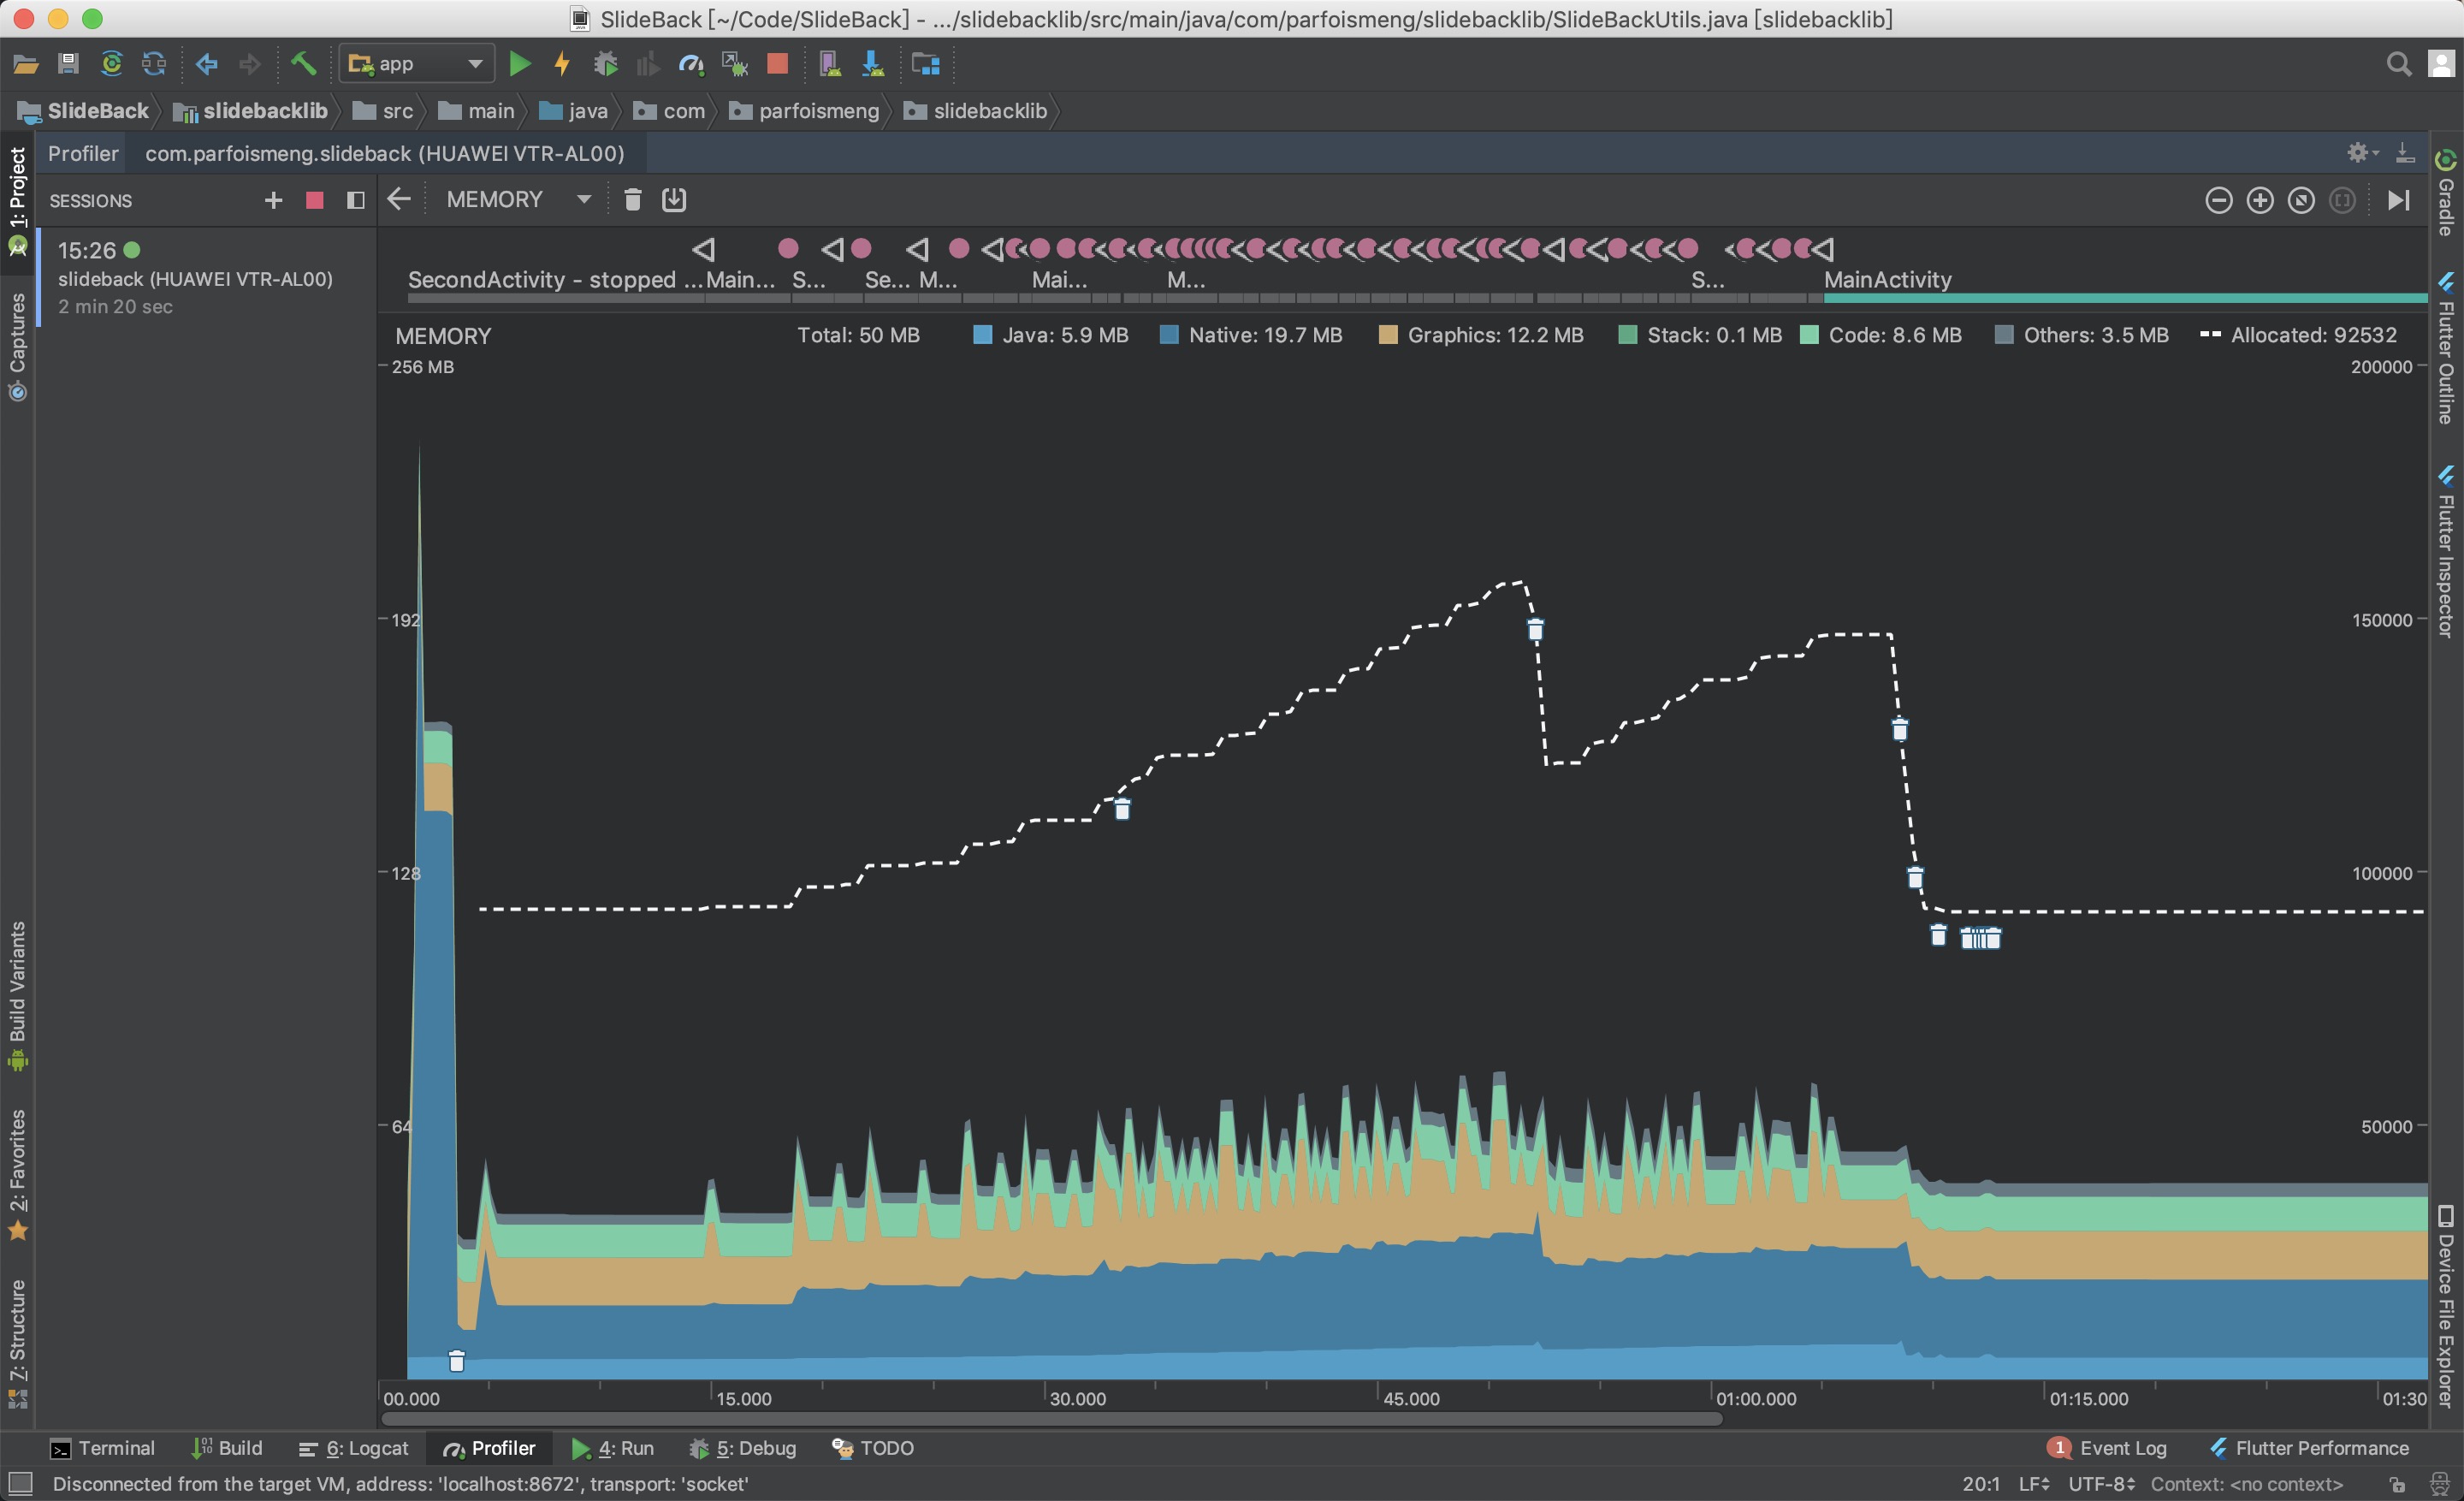 SlideBack [~/Code/SlideBack] - .../slidebacklib/src/main/java/com/parfoismeng/slidebacklib/SlideBackUtils.java [slidebacklib]
app
SlideBack slidebacklib src main java com parfoismeng slidebacklib
Profiler com.parfoismeng.slideback (HUAWEI VTR-AL00)
SESSIONS MEMORY
15:26
slideback (HUAWEI VTR-AL00)
2 min 20 sec
SecondActivity - stopped ... Main... S... Se... M... Mai... M... S... MainActivity
MEMORY Total: 50 MB Java: 5.9 MB Native: 19.7 MB Graphics: 12.2 MB Stack: 0.1 MB Code: 8.6 MB Others: 3.5 MB Allocated: 92532
256 MB 200000
192 150000
128 100000
64 50000
00.000 15.000 30.000 45.000 01:00.000 01:15.000 01:30
1: Project
Captures
Build Variants
2: Favorites
7: Structure
Gradle
Flutter Outline
Flutter Inspector
Device File Explorer
Terminal Build 6: Logcat Profiler 4: Run 5: Debug TODO 1 Event Log Flutter Performance
Disconnected from the target VM, address: 'localhost:8672', transport: 'socket' 20:1 LF UTF-8 Context: <no context>